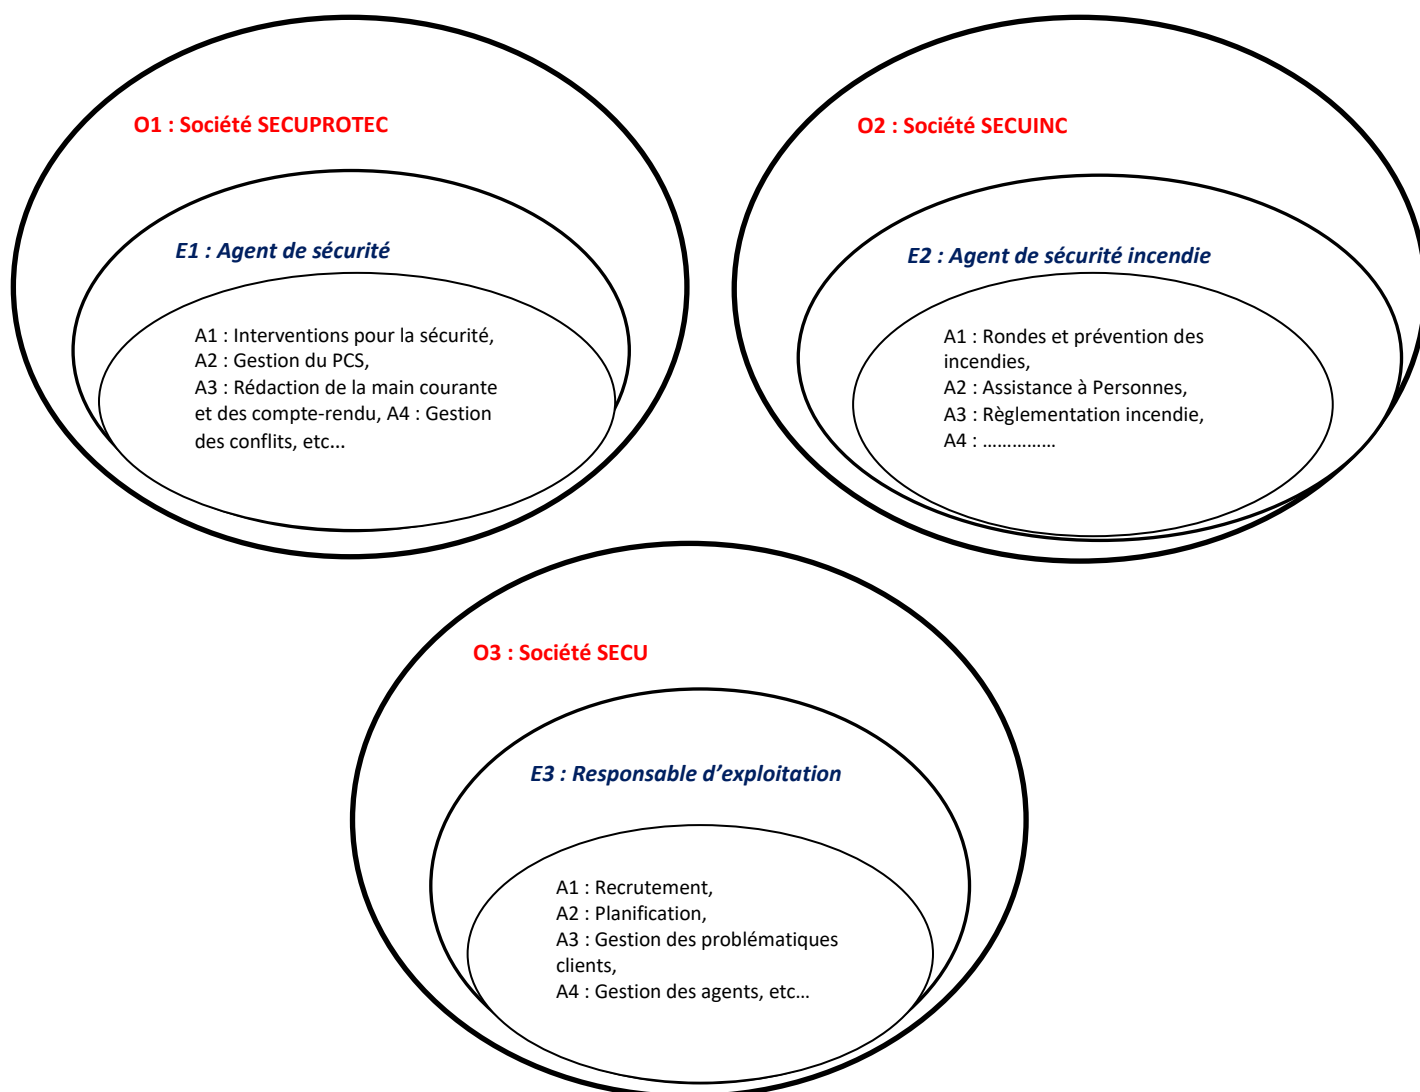 O1 : Société SECUPROTEC
E1 : Agent de sécurité
A1 : Interventions pour la sécurité,
A2 : Gestion du PCS,
A3 : Rédaction de la main courante
et des compte-rendu, A4 : Gestion
des conflits, etc...
O2 : Société SECUINC
E2 : Agent de sécurité incendie
A1 : Rondes et prévention des
incendies,
A2 : Assistance à Personnes,
A3 : Règlementation incendie,
A4 : ……………
O3 : Société SECU
E3 : Responsable d’exploitation
A1 : Recrutement,
A2 : Planification,
A3 : Gestion des problématiques
clients,
A4 : Gestion des agents, etc…